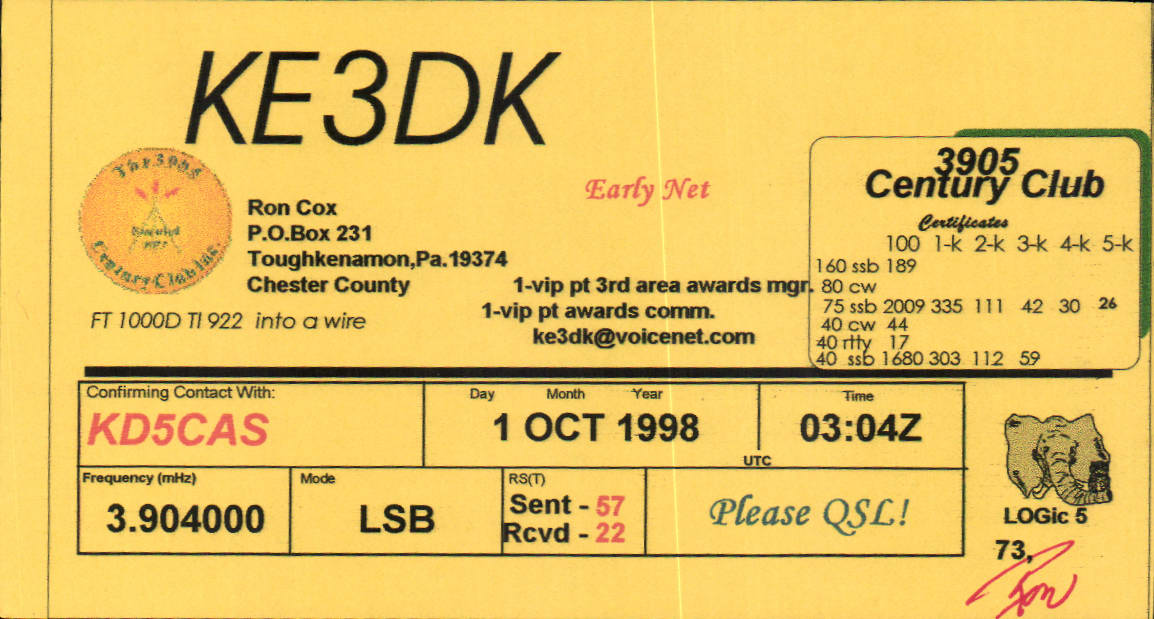 KE3DK
The 3905
Century Club Inc.
Ron Cox
P.O.Box 231
Toughkenamon,Pa.19374
Chester County
FT 1000D TI 922 into a wire
Early Net
1-vip pt 3rd area awards mgr.
1-vip pt awards comm.
ke3dk@voicenet.com
3905
Century Club
Certificates
100 1-k 2-k 3-k 4-k 5-k
160 ssb 189
80 cw
75 ssb 2009 335 111 42 30 26
40 cw 44
40 rtty 17
40 ssb 1680 303 112 59
Confirming Contact With:
KD5CAS
Day Month Year
1 OCT 1998
Time
03:04Z
UTC
Frequency (mHz)
3.904000
Mode
LSB
RS(T)
Sent - 57
Rcvd - 22
Please QSL!
LOGic 5
73,
Ron